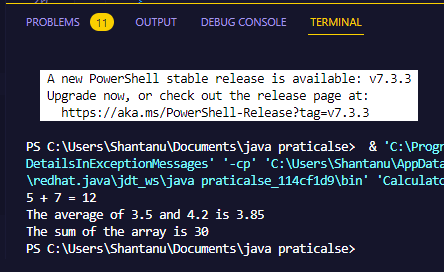 PROBLEMS 11 OUTPUT DEBUG CONSOLE TERMINAL
A new PowerShell stable release is available: v7.3.3
Upgrade now, or check out the release page at:
https://aka.ms/PowerShell-Release?tag=v7.3.3
PS C:\Users\Shantanu\Documents\java praticalse> & 'C:\Progr
DetailsInExceptionMessages' '-cp' 'C:\Users\Shantanu\AppData
\redhat.java\jdt_ws\java praticalse_114cf1d9\bin' 'Calculato
5 + 7 = 12
The average of 3.5 and 4.2 is 3.85
The sum of the array is 30
PS C:\Users\Shantanu\Documents\java praticalse>